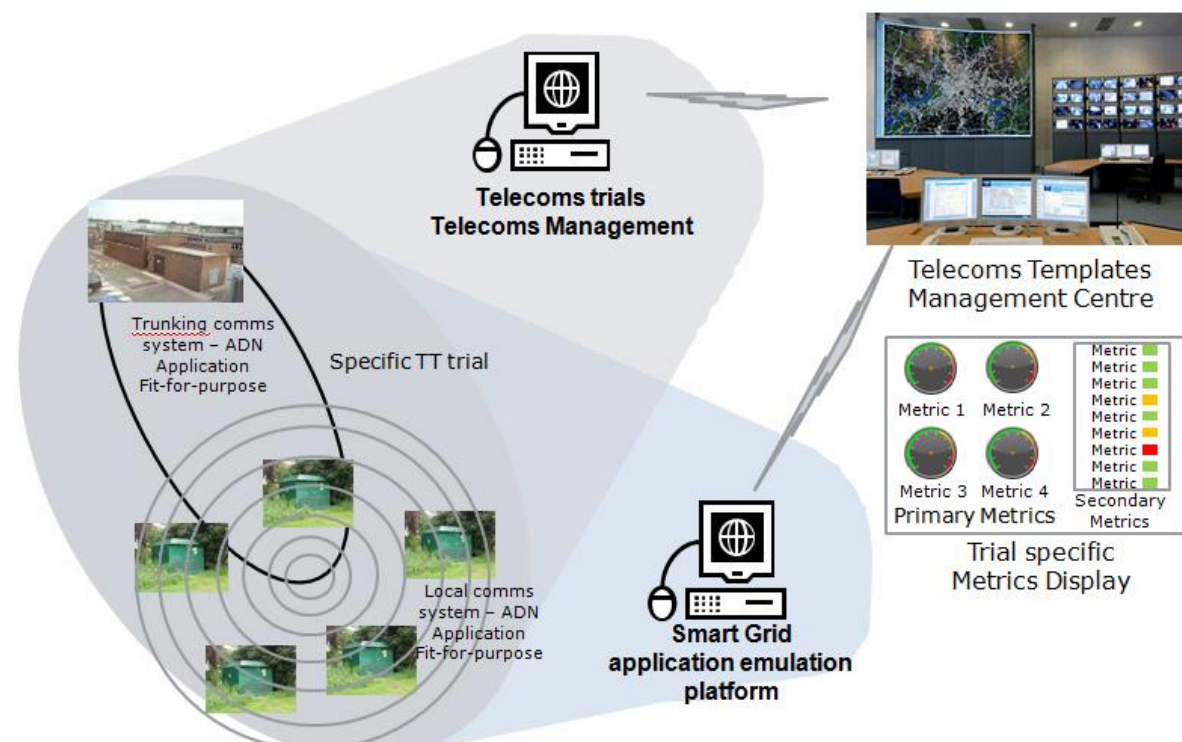 Telecoms trials
Telecoms Management
Trunking comms
system – ADN
Application
Fit-for-purpose
Specific TT trial
Local comms
system – ADN
Application
Fit-for-purpose
Smart Grid
application emulation
platform
Telecoms Templates
Management Centre
Metric 1
Metric 2
Metric 3
Metric 4
Primary Metrics
Metric
Metric
Metric
Metric
Metric
Metric
Metric
Metric
Metric
Secondary
Metrics
Trial specific
Metrics Display